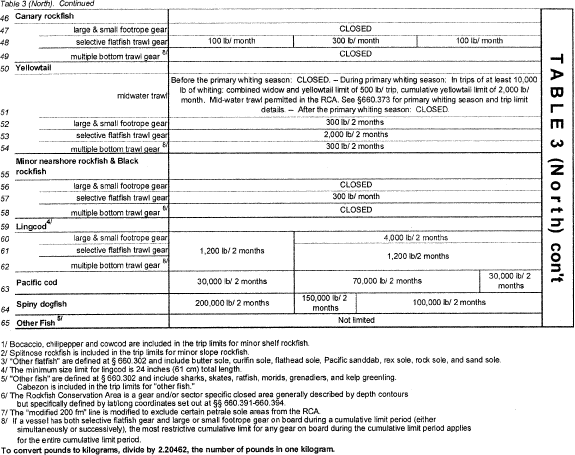 Table 3 (North). Continued
46 Canary rockfish
47 large & small footrope gear CLOSED
48 selective flatfish trawl gear 100 lb/ month 300 lb/ month 100 lb/ month
49 multiple bottom trawl gear 8/ CLOSED
50 Yellowtail
51 midwater trawl Before the primary whiting season: CLOSED. – During primary whiting season: In trips of at least 10,000
lb of whiting: combined widow and yellowtail limit of 500 lb/ trip, cumulative yellowtail limit of 2,000 lb/
month. Mid-water trawl permitted in the RCA. See §660.373 for primary whiting season and trip limit
details. – After the primary whiting season: CLOSED.
52 large & small footrope gear 300 lb/ 2 months
53 selective flatfish trawl gear 2,000 lb/ 2 months
54 multiple bottom trawl gear 8/ 300 lb/ 2 months
55 Minor nearshore rockfish & Black
rockfish
56 large & small footrope gear CLOSED
57 selective flatfish trawl gear 300 lb/ month
58 multiple bottom trawl gear 8/ CLOSED
59 Lingcod 4/
60 large & small footrope gear 1,200 lb/ 2 months 4,000 lb/ 2 months
61 selective flatfish trawl gear 1,200 lb/ 2 months
62 multiple bottom trawl gear 8/
63 Pacific cod 30,000 lb/ 2 months 70,000 lb/ 2 months 30,000 lb/ 2
months
64 Spiny dogfish 200,000 lb/ 2 months 150,000 lb/ 2
months 100,000 lb/ 2 months
65 Other Fish 5/ Not limited
TABLE 3 (North) con't
1/ Bocaccio, chilipepper and cowcod are included in the trip limits for minor shelf rockfish.
2/ Splitnose rockfish is included in the trip limits for minor slope rockfish.
3/ "Other flatfish" are defined at § 660.302 and include butter sole, curlfin sole, flathead sole, Pacific sanddab, rex sole, rock sole, and sand sole.
4/ The minimum size limit for lingcod is 24 inches (61 cm) total length.
5/ "Other fish" are defined at § 660.302 and include sharks, skates, ratfish, morids, grenadiers, and kelp greenling.
Cabezon is included in the trip limits for "other fish."
6/ The Rockfish Conservation Area is a gear and/or sector specific closed area generally described by depth contours
but specifically defined by lat/long coordinates set out at §§ 660.391-660.394.
7/ The "modified 200 fm" line is modified to exclude certain petrale sole areas from the RCA.
8/ If a vessel has both selective flatfish gear and large or small footrope gear on board during a cumulative limit period (either
simultaneously or successively), the most restrictive cumulative limit for any gear on board during the cumulative limit period applies
for the entire cumulative limit period.
To convert pounds to kilograms, divide by 2.20462, the number of pounds in one kilogram.